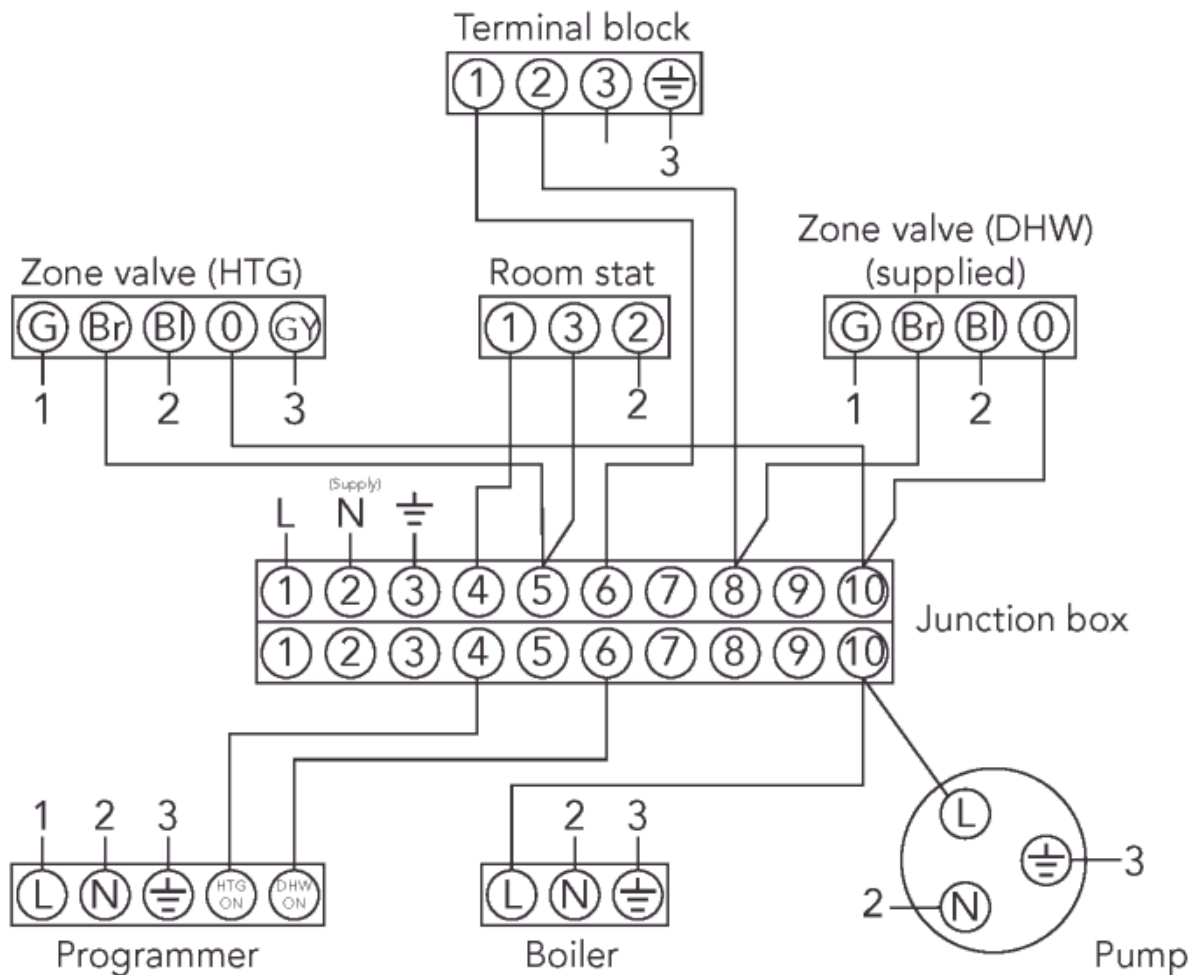 Terminal block
1 2 3
3
Zone valve (HTG)
G Br Bl 0 GY
1 2 3
Room stat
1 3 2
2
Zone valve (DHW)
(supplied)
G Br Bl 0
1 2
(Supply)
L N
1 2 3 4 5 6 7 8 9 10
1 2 3 4 5 6 7 8 9 10
Junction box
1 2 3
L N HTG ON DHW ON
Programmer
2 3
L N
Boiler
L
3
2 N
Pump